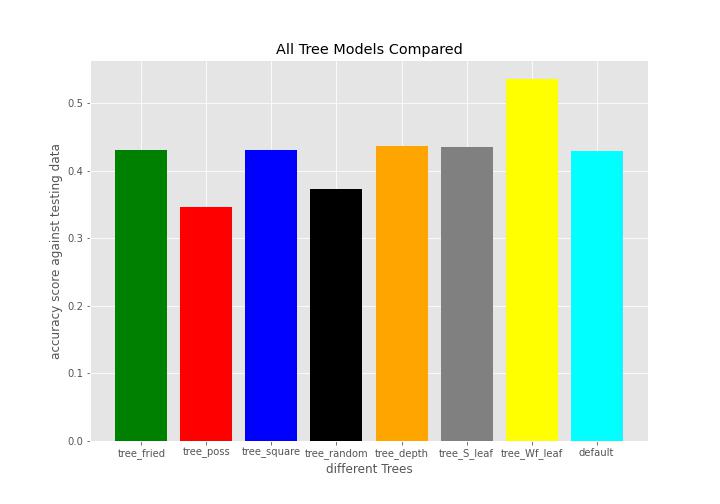 All Tree Models Compared
accuracy score against testing data
0.5
0.4
0.3
0.2
0.1
0.0
tree_fried tree_poss tree_square tree_random tree_depth tree_S_leaf tree_Wf_leaf default
different Trees